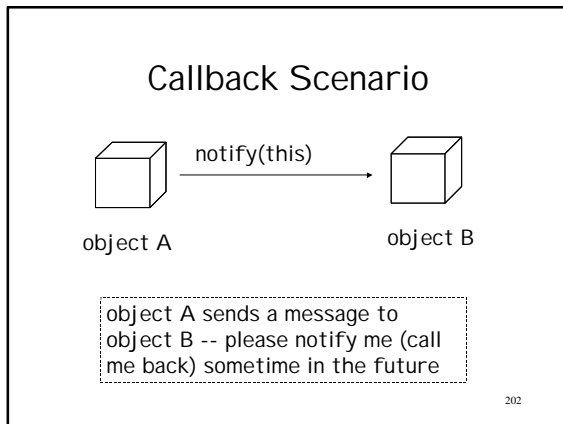 Callback Scenario
notify(this)
object A
object B
object A sends a message to
object B -- please notify me (call
me back) sometime in the future
202